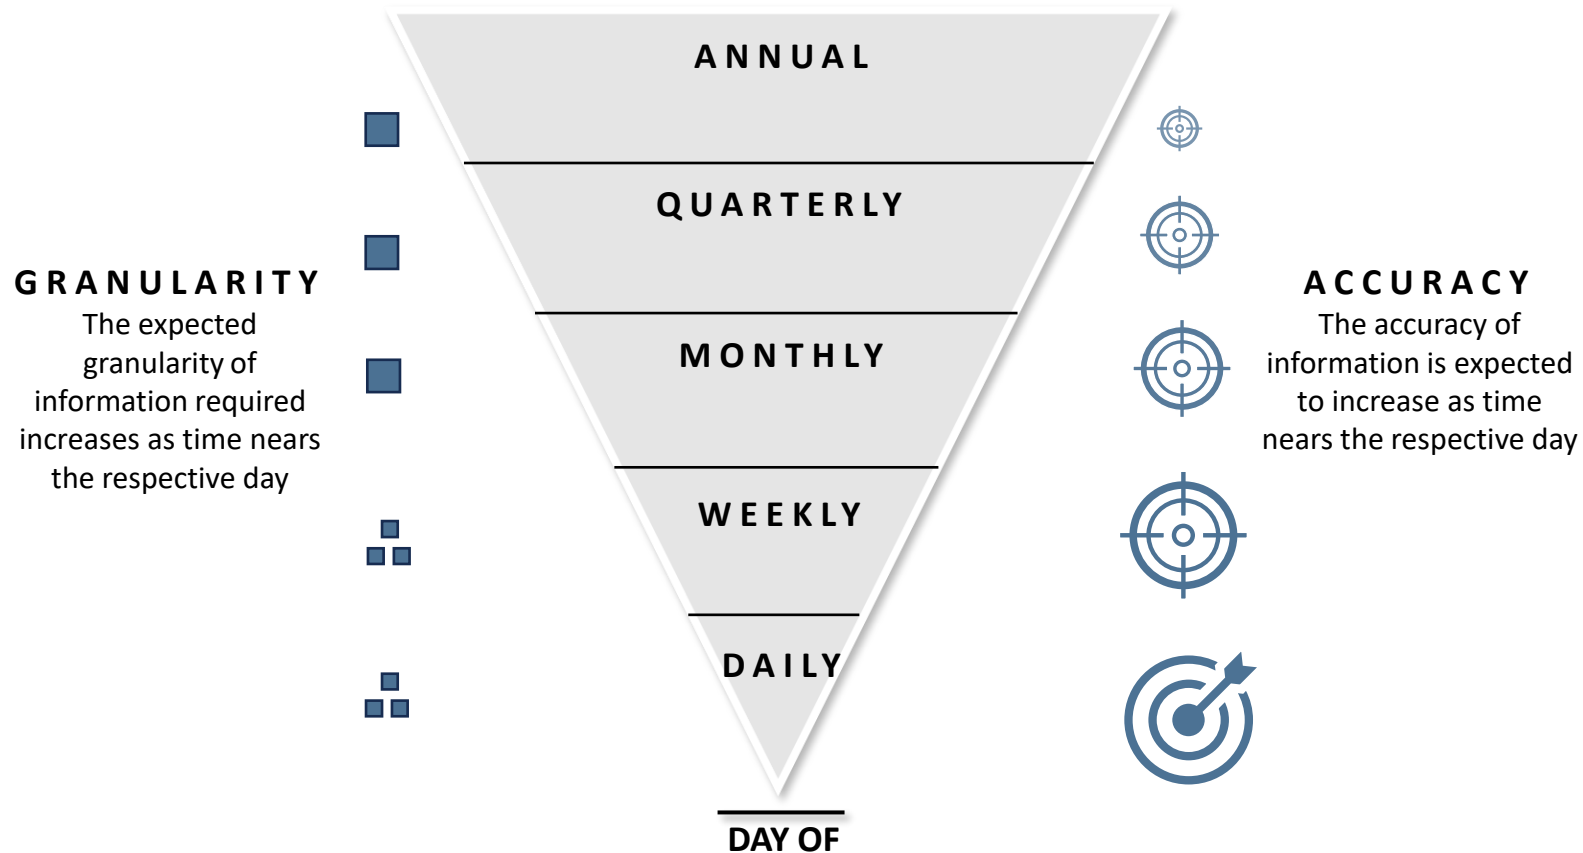 ANNUAL
QUARTERLY
GRANULARITY
The expected
granularity of
information required
increases as time nears
the respective day
MONTHLY
WEEKLY
DAILY
DAY OF
ACCURACY
The accuracy of
information is expected
to increase as time
nears the respective day